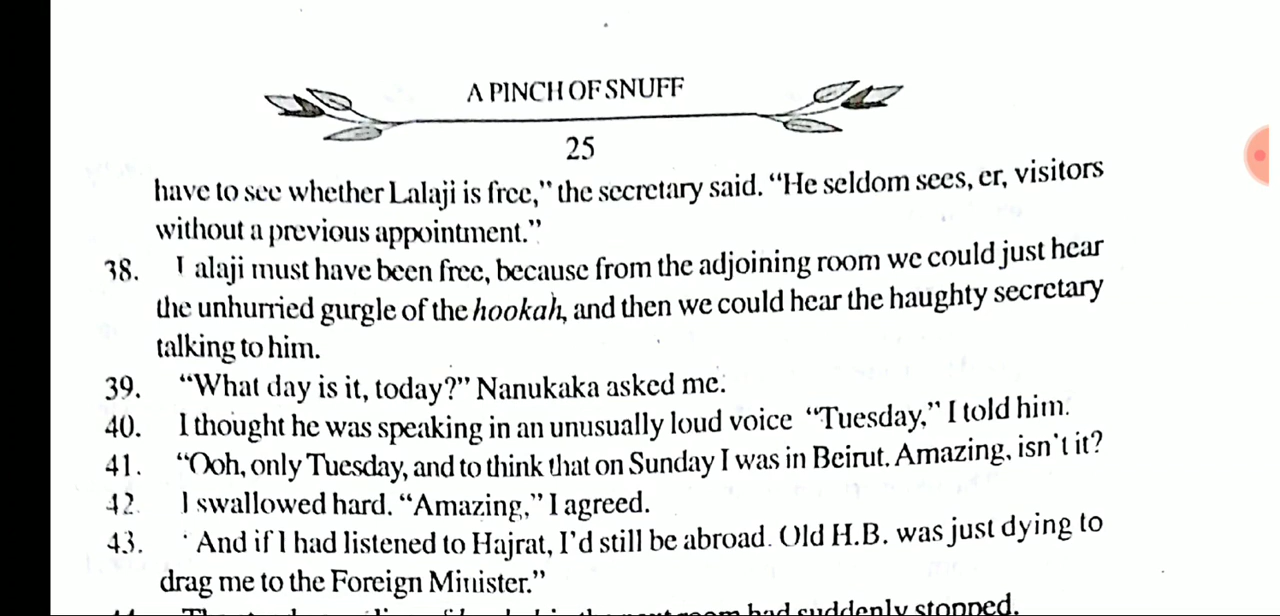 A PINCH OF SNUFF
25
have to see whether Lalaji is free,” the secretary said. “He seldom sees, er, visitors
without a previous appointment.”
38. Lalaji must have been free, because from the adjoining room we could just hear
the unhurried gurgle of the hookah, and then we could hear the haughty secretary
talking to him.
39. “What day is it, today?” Nanukaka asked me.
40. I thought he was speaking in an unusually loud voice “Tuesday,” I told him.
41. “Ooh, only Tuesday, and to think that on Sunday I was in Beirut. Amazing, isn’t it?
42. I swallowed hard. “Amazing,” I agreed.
43. ‘And if I had listened to Hajrat, I’d still be abroad. Old H.B. was just dying to
drag me to the Foreign Minister.”
had suddenly stopped.